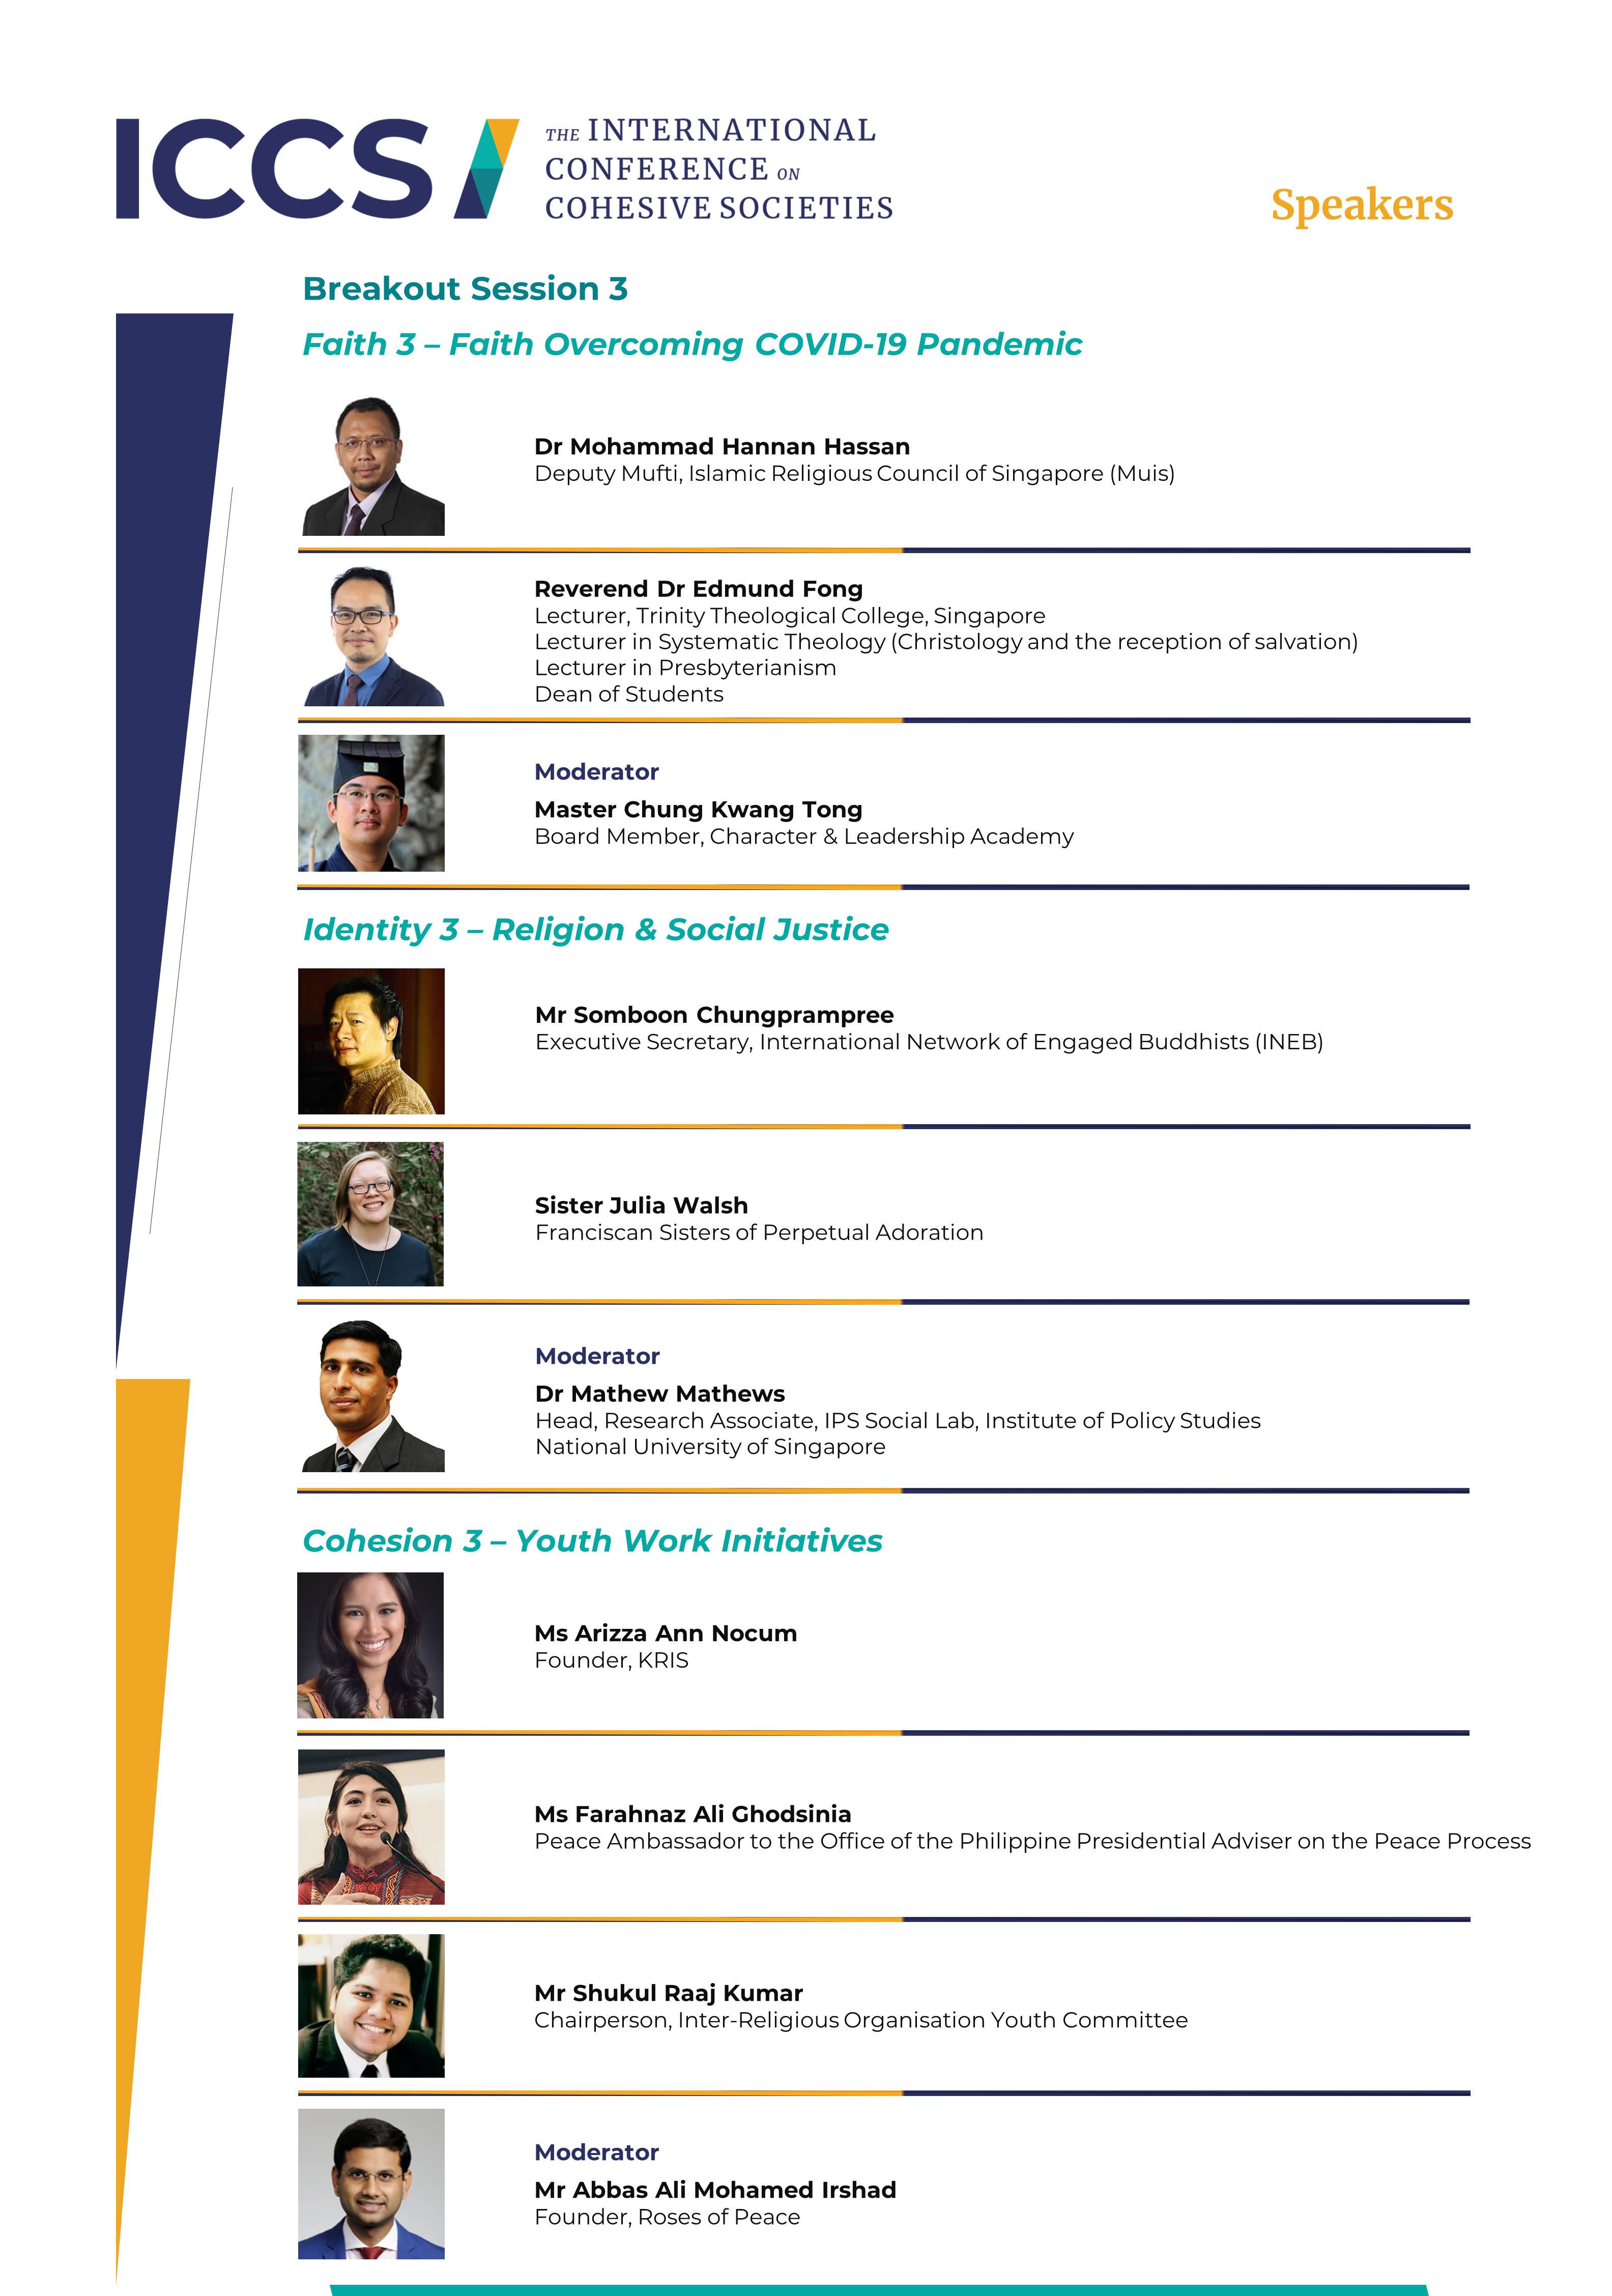 ICCS
THE INTERNATIONAL
CONFERENCE ON
COHESIVE SOCIETIES
Speakers
Breakout Session 3
Faith 3 – Faith Overcoming COVID-19 Pandemic
Dr Mohammad Hannan Hassan
Deputy Mufti, Islamic Religious Council of Singapore (Muis)
Reverend Dr Edmund Fong
Lecturer, Trinity Theological College, Singapore
Lecturer in Systematic Theology (Christology and the reception of salvation)
Lecturer in Presbyterianism
Dean of Students
Moderator
Master Chung Kwang Tong
Board Member, Character & Leadership Academy
Identity 3 – Religion & Social Justice
Mr Somboon Chungprampree
Executive Secretary, International Network of Engaged Buddhists (INEB)
Sister Julia Walsh
Franciscan Sisters of Perpetual Adoration
Moderator
Dr Mathew Mathews
Head, Research Associate, IPS Social Lab, Institute of Policy Studies
National University of Singapore
Cohesion 3 – Youth Work Initiatives
Ms Arizza Ann Nocum
Founder, KRIS
Ms Farahnaz Ali Ghodsinia
Peace Ambassador to the Office of the Philippine Presidential Adviser on the Peace Process
Mr Shukul Raaj Kumar
Chairperson, Inter-Religious Organisation Youth Committee
Moderator
Mr Abbas Ali Mohamed Irshad
Founder, Roses of Peace